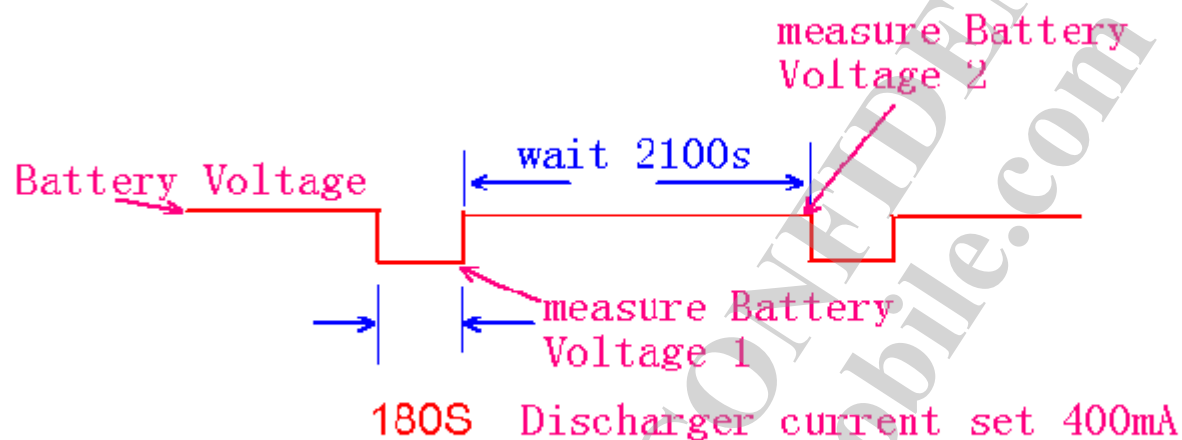 measure Battery
Voltage 2
wait 2100s
Battery Voltage
measure Battery
Voltage 1
180S Discharger current set 400mA